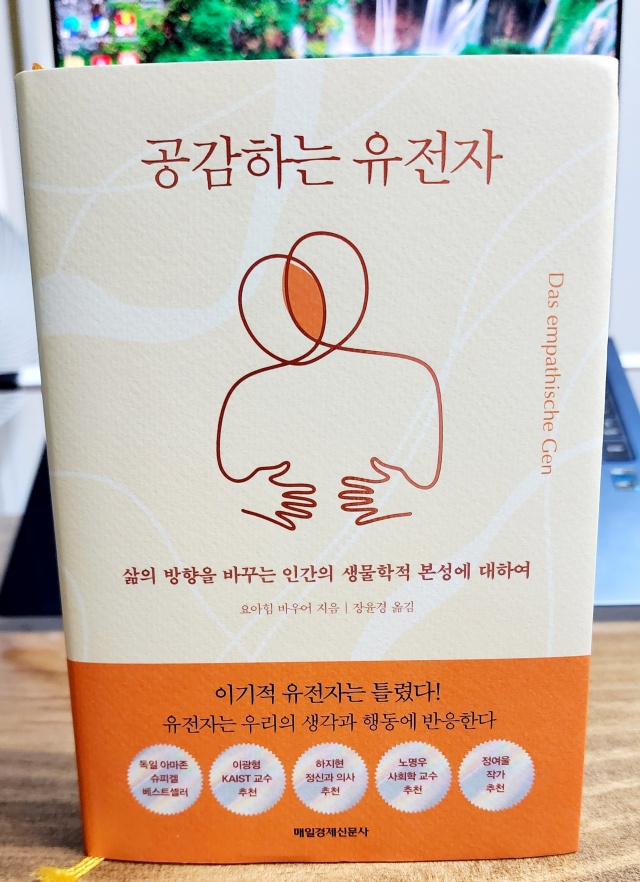 공감하는 유전자
Das empathische Gen
삶의 방향을 바꾸는 인간의 생물학적 본성에 대하여
요아힘 바우어 지음 | 장윤경 옮김
이기적 유전자는 틀렸다!
유전자는 우리의 생각과 행동에 반응한다
독일 아마존
슈피겔
베스트셀러
이광형
KAIST 교수
추천
하지현
정신과 의사
추천
노명우
사회학 교수
추천
정여울
작가
추천
매일경제신문사